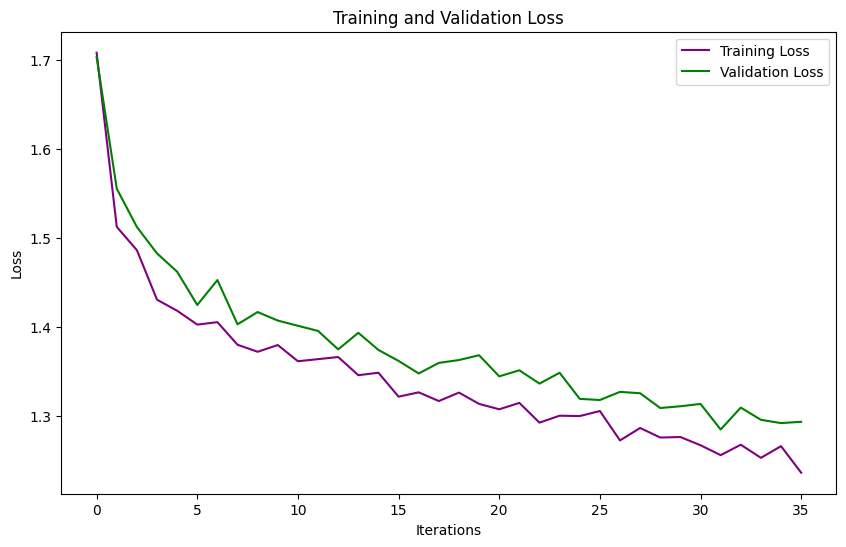 Training and Validation Loss
Training Loss
Validation Loss
Loss
1.7
1.6
1.5
1.4
1.3
0 5 10 15 20 25 30 35
Iterations